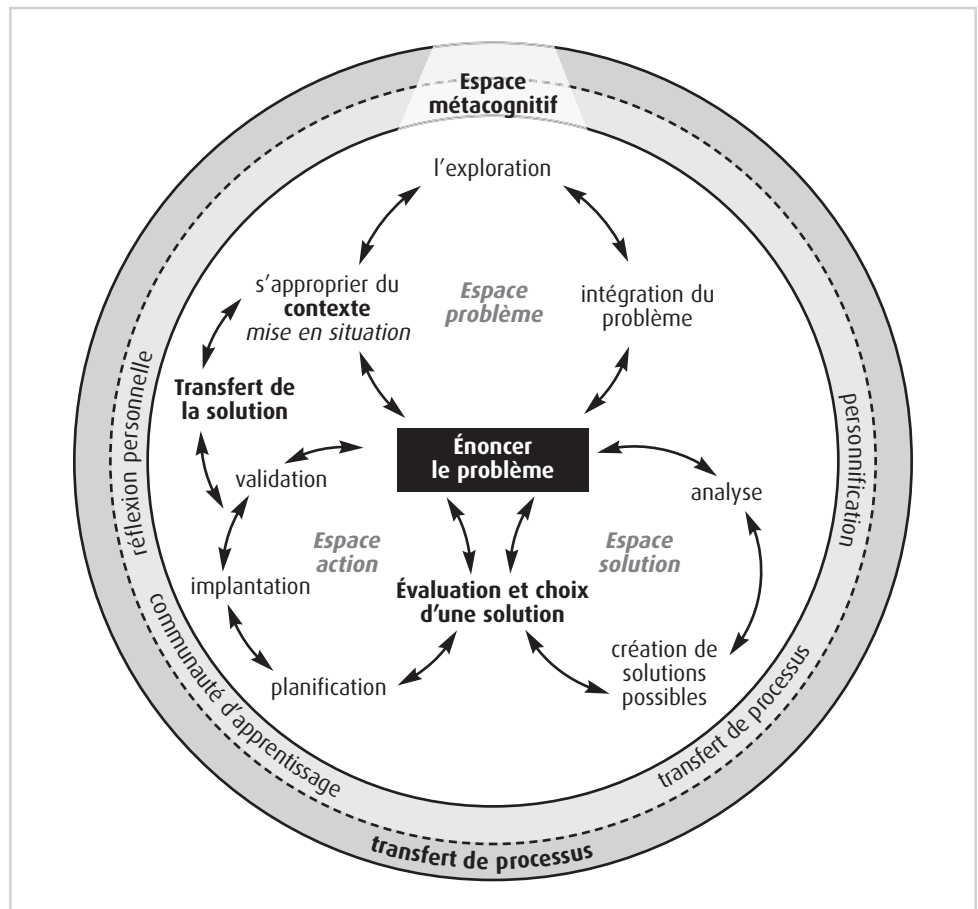 Espace
métacognitif
l'exploration
s'approprier du
contexte
mise en situation
Espace
problème
intégration du
problème
Transfert de
la solution
Énoncer
le problème
validation
analyse
Espace
action
Espace
solution
implantation
Évaluation et choix
d'une solution
planification
création de
solutions
possibles
réflexion personnelle
communauté d'apprentissage
personnification
transfert de processus
transfert de processus